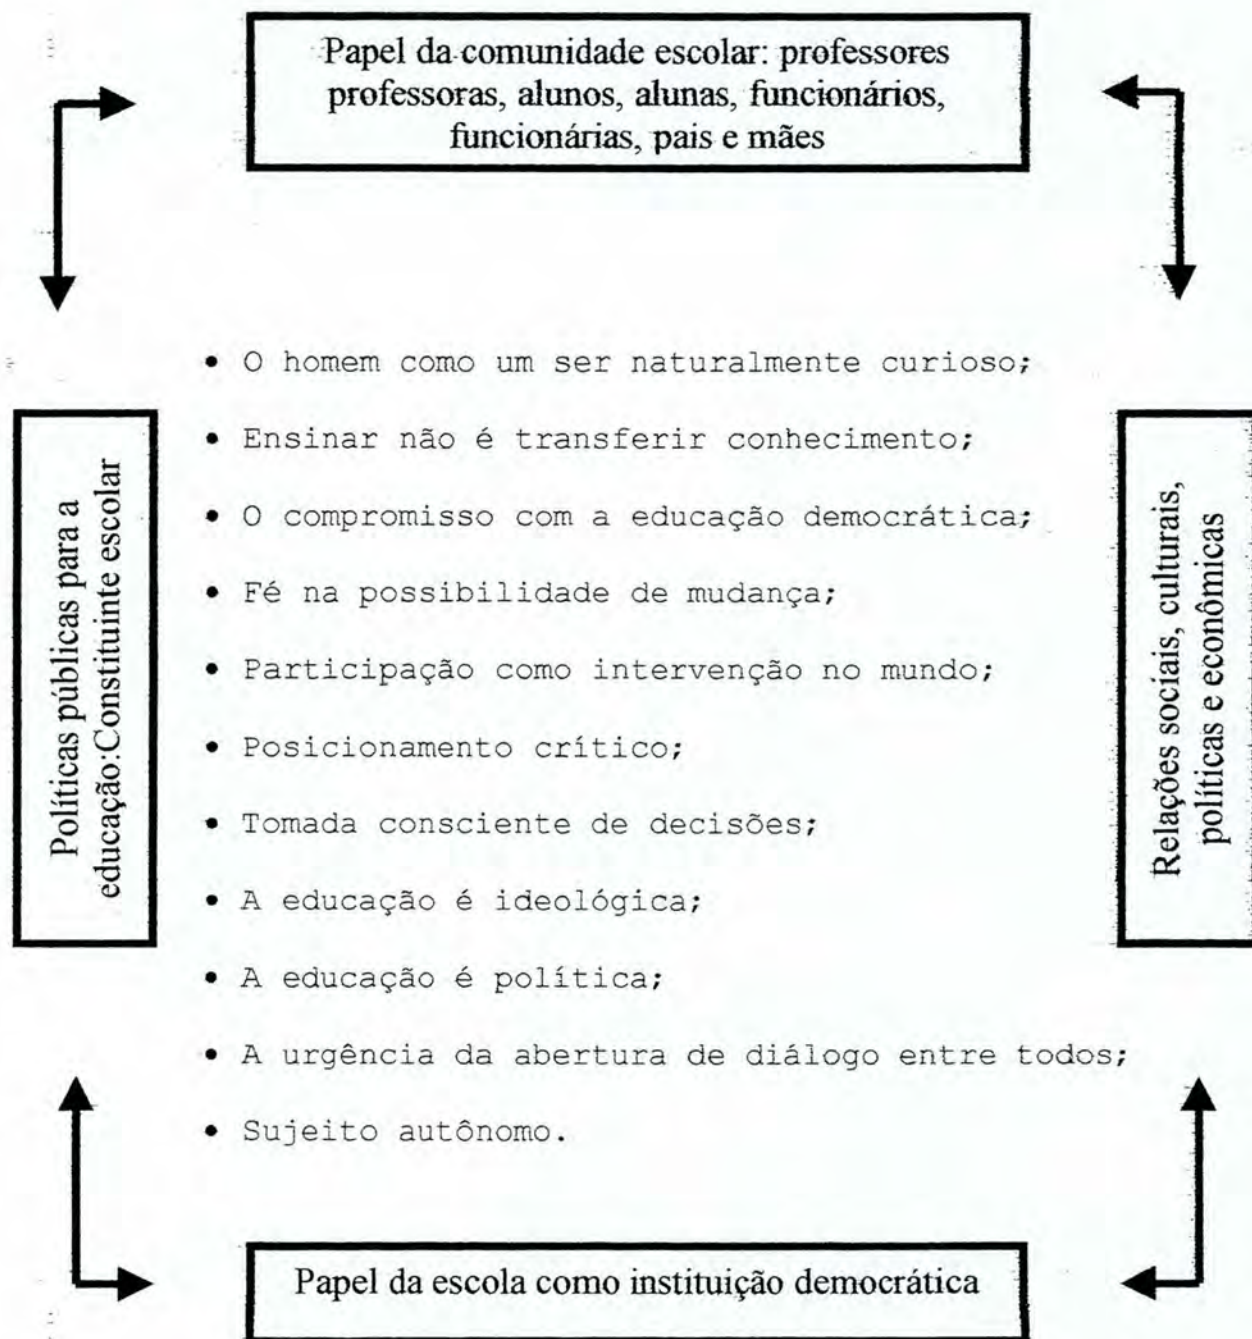 Papel da comunidade escolar: professores
professoras, alunos, alunas, funcionários,
funcionárias, pais e mães
• O homem como um ser naturalmente curioso;
• Ensinar não é transferir conhecimento;
• O compromisso com a educação democrática;
• Fé na possibilidade de mudança;
• Participação como intervenção no mundo;
• Posicionamento crítico;
• Tomada consciente de decisões;
• A educação é ideológica;
• A educação é política;
• A urgência da abertura de diálogo entre todos;
• Sujeito autônomo.
Políticas públicas para a
educação:Constituinte escolar
Relações sociais, culturais,
políticas e econômicas
Papel da escola como instituição democrática